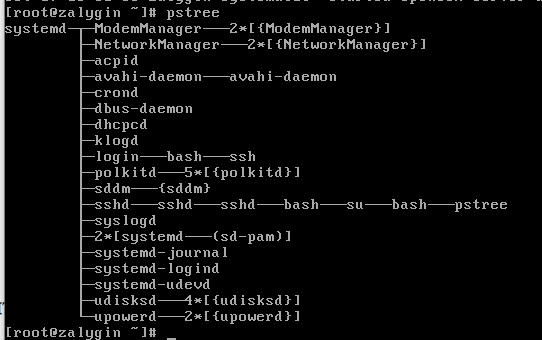 [root@zalygin ~]# pstree
systemd─┬─ModemManager───2*[{ModemManager}]
        ├─NetworkManager───2*[{NetworkManager}]
        ├─acpid
        ├─avahi-daemon───avahi-daemon
        ├─crond
        ├─dbus-daemon
        ├─dhcpcd
        ├─klogd
        ├─login───bash───ssh
        ├─polkitd───5*[{polkitd}]
        ├─sddm───{sddm}
        ├─sshd───sshd───sshd───bash───su───bash───pstree
        ├─syslogd
        ├─2*[systemd───(sd-pam)]
        ├─systemd-journal
        ├─systemd-logind
        ├─systemd-udevd
        ├─udisksd───4*[{udisksd}]
        └─upowerd───2*[{upowerd}]
[root@zalygin ~]# _